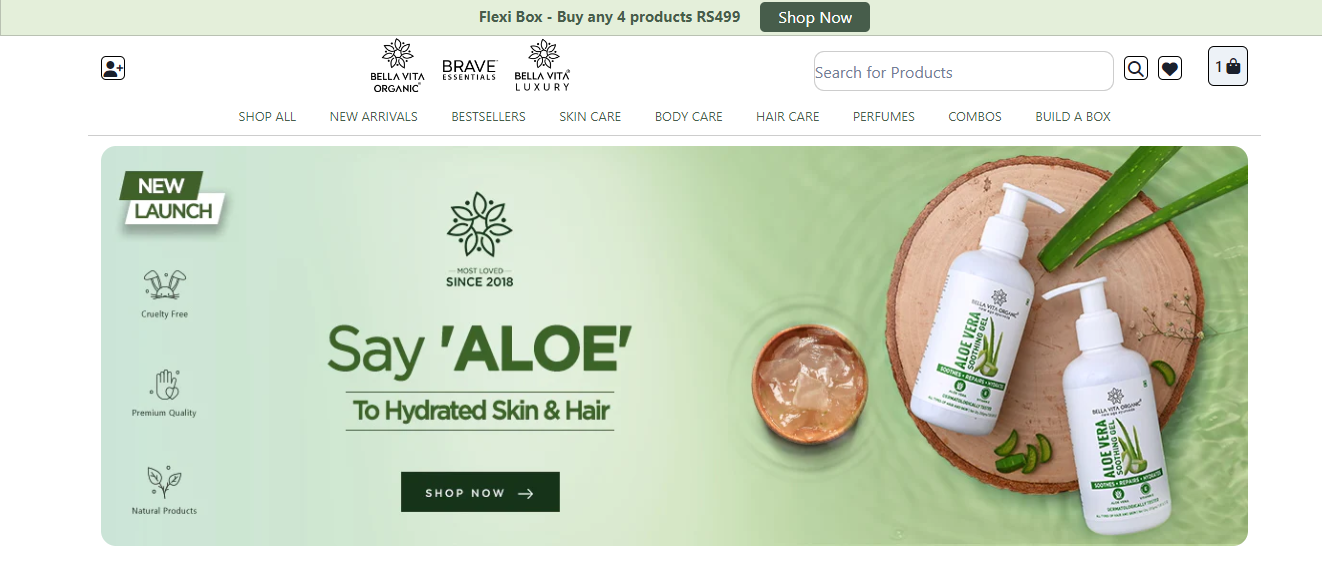 Flexi Box - Buy any 4 products RS499
Shop Now
BELLA VITA
ORGANIC
BRAVE
ESSENTIALS
BELLA VITA
LUXURY
Search for Products
1
SHOP ALL
NEW ARRIVALS
BESTSELLERS
SKIN CARE
BODY CARE
HAIR CARE
PERFUMES
COMBOS
BUILD A BOX
NEW
LAUNCH
Cruelty Free
Premium Quality
Natural Products
MOST LOVED
SINCE 2018
Say 'ALOE'
To Hydrated Skin & Hair
SHOP NOW
BELLA VITA ORGANIC
ALOE VERA
SOOTHING GEL
SOOTHES • REPAIRS • HYDRATES
DERMATOLOGICALLY TESTED
BELLA VITA ORGANIC
ALOE VERA
SOOTHING GEL
SOOTHES • REPAIRS • HYDRATES
DERMATOLOGICALLY TESTED